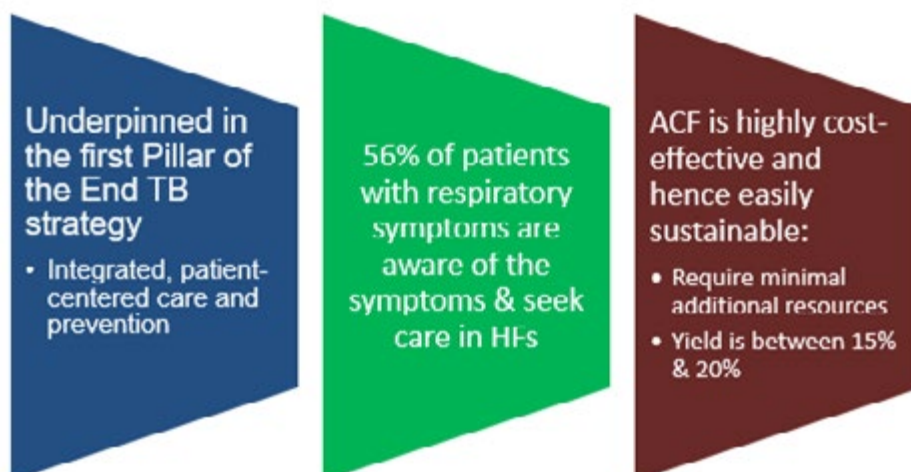 Underpinned in
the first Pillar of
the End TB
strategy
• Integrated, patient-
centered care and
prevention
56% of patients
with respiratory
symptoms are
aware of the
symptoms & seek
care in HFs
ACF is highly cost-
effective and
hence easily
sustainable:
• Require minimal
additional resources
• Yield is between 15%
& 20%